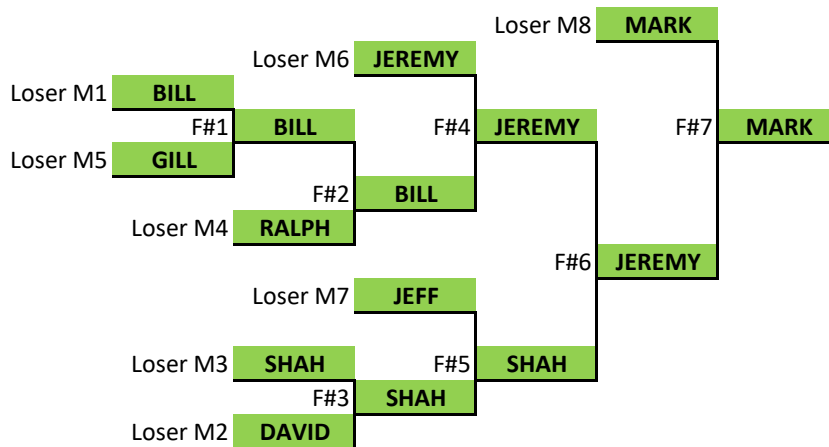 Loser M8 MARK
Loser M6 JEREMY
Loser M1 BILL
F#1 BILL F#4 JEREMY F#7 MARK
Loser M5 GILL
F#2 BILL
Loser M4 RALPH
F#6 JEREMY
Loser M7 JEFF
Loser M3 SHAH F#5 SHAH
F#3 SHAH
Loser M2 DAVID